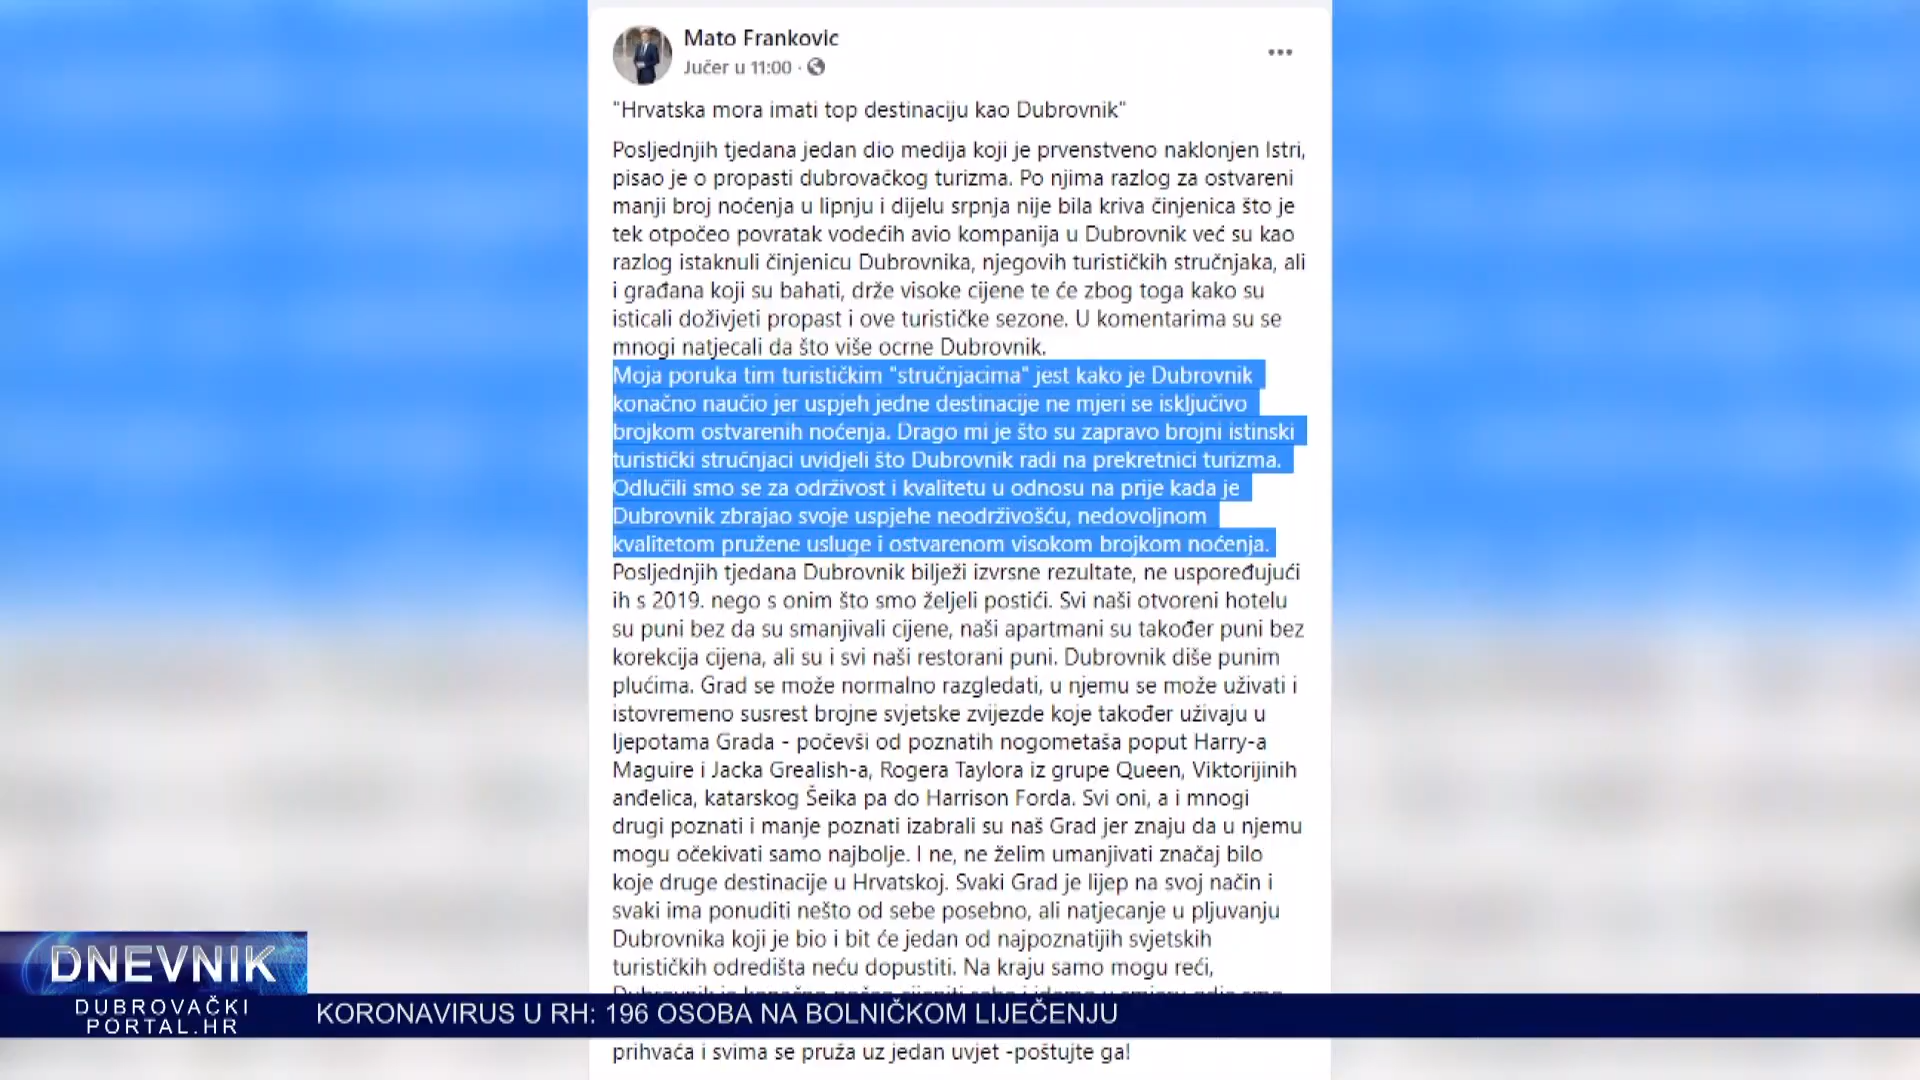 Mato Frankovic
Jučer u 11:00 ·
"Hrvatska mora imati top destinaciju kao Dubrovnik"
Posljednjih tjedana jedan dio medija koji je prvenstveno naklonjen Istri,
pisao je o propasti dubrovačkog turizma. Po njima razlog za ostvareni
manji broj noćenja u lipnju i dijelu srpnja nije bila kriva činjenica što je
tek otpočeo povratak vodećih avio kompanija u Dubrovnik već su kao
razlog istaknuli činjenicu Dubrovnika, njegovih turističkih stručnjaka, ali
i građana koji su bahati, drže visoke cijene te će zbog toga kako su
isticali doživjeti propast i ove turističke sezone. U komentarima su se
mnogi natjecali da što više ocrne Dubrovnik.
Moja poruka tim turističkim "stručnjacima" jest kako je Dubrovnik
konačno naučio jer uspjeh jedne destinacije ne mjeri se isključivo
brojkom ostvarenih noćenja. Drago mi je što su zapravo brojni istinski
turistički stručnjaci uvidjeli što Dubrovnik radi na prekretnici turizma.
Odlučili smo se za održivost i kvalitetu u odnosu na prije kada je
Dubrovnik zbrajao svoje uspjehe neodrživošću, nedovoljnom
kvalitetom pružene usluge i ostvarenom visokom brojkom noćenja.
Posljednjih tjedana Dubrovnik bilježi izvrsne rezultate, ne uspoređujući
ih s 2019. nego s onim što smo željeli postići. Svi naši otvoreni hotelu
su puni bez da su smanjivali cijene, naši apartmani su također puni bez
korekcija cijena, ali su i svi naši restorani puni. Dubrovnik diše punim
plućima. Grad se može normalno razgledati, u njemu se može uživati i
istovremeno susrest brojne svjetske zvijezde koje također uživaju u
ljepotama Grada - počevši od poznatih nogometaša poput Harry-a
Maguire i Jacka Grealish-a, Rogera Taylora iz grupe Queen, Viktorijinih
anđelica, katarskog Šeika pa do Harrison Forda. Svi oni, a i mnogi
drugi poznati i manje poznati izabrali su naš Grad jer znaju da u njemu
mogu očekivati samo najbolje. I ne, ne želim umanjivati značaj bilo
koje druge destinacije u Hrvatskoj. Svaki Grad je lijep na svoj način i
svaki ima ponuditi nešto od sebe posebno, ali natjecanje u pljuvanju
Dubrovnika koji je bio i bit će jedan od najpoznatijih svjetskih
turističkih odredišta neću dopustiti. Na kraju samo mogu reći,
prihvaća i svima se pruža uz jedan uvjet -poštujte ga!
DNEVNIK
DUBROVAČKI
PORTAL.HR
KORONAVIRUS U RH: 196 OSOBA NA BOLNIČKOM LIJEČENJU